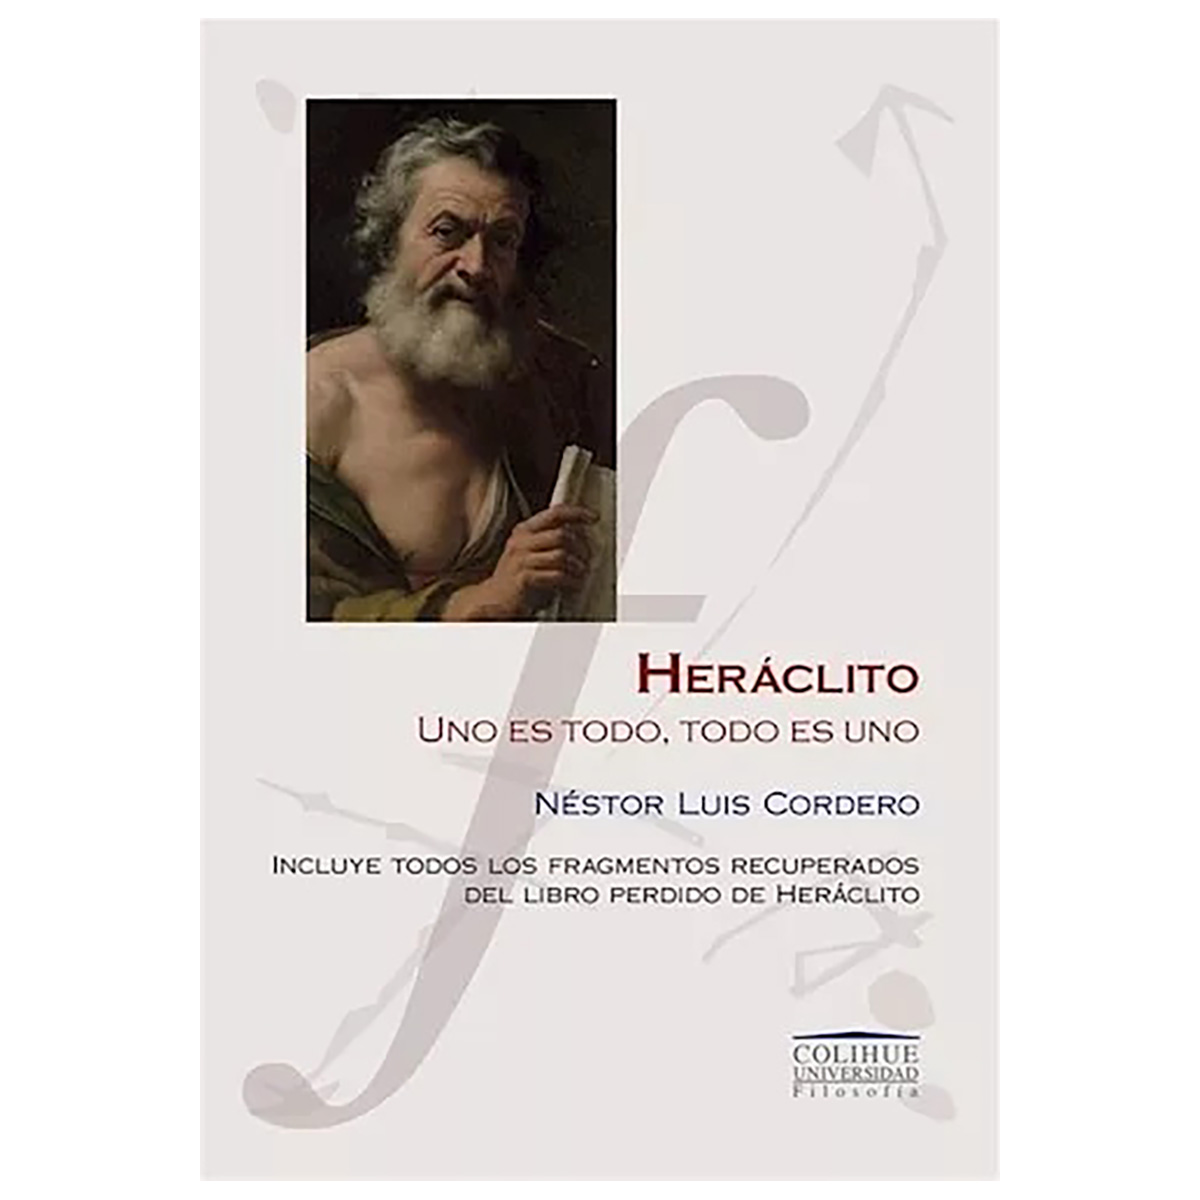 HERÁCLITO
UNO ES TODO, TODO ES UNO
NÉSTOR LUIS CORDERO
INCLUYE TODOS LOS FRAGMENTOS RECUPERADOS
DEL LIBRO PERDIDO DE HERÁCLITO
COLIHUE
UNIVERSIDAD
Filosofía